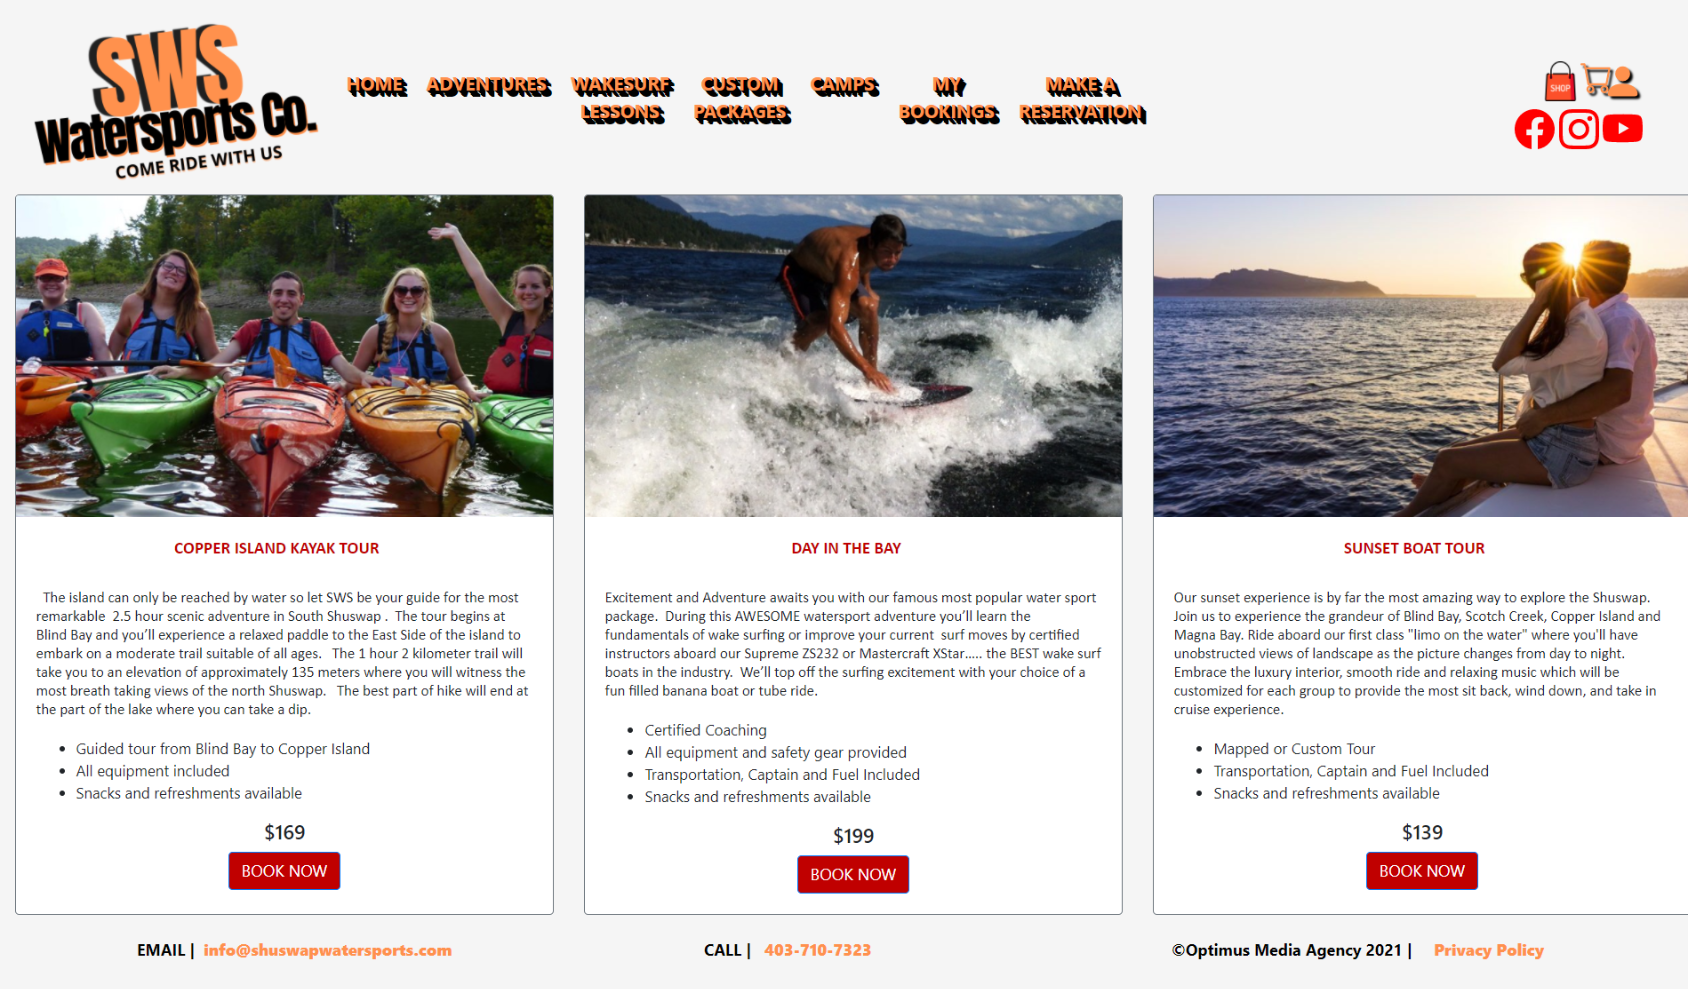 SWS
Watersports Co.
COME RIDE WITH US
HOME
ADVENTURES
WAKESURF
LESSONS
CUSTOM
PACKAGES
CAMPS
MY
BOOKINGS
MAKE A
RESERVATION
SHOP
COPPER ISLAND KAYAK TOUR
The island can only be reached by water so let SWS be your guide for the most
remarkable 2.5 hour scenic adventure in South Shuswap . The tour begins at
Blind Bay and you’ll experience a relaxed paddle to the East Side of the island to
embark on a moderate trail suitable of all ages. The 1 hour 2 kilometer trail will
take you to an elevation of approximately 135 meters where you will witness the
most breath taking views of the north Shuswap. The best part of hike will end at
the part of the lake where you can take a dip.
• Guided tour from Blind Bay to Copper Island
• All equipment included
• Snacks and refreshments available
$169
BOOK NOW
DAY IN THE BAY
Excitement and Adventure awaits you with our famous most popular water sport
package. During this AWESOME watersport adventure you’ll learn the
fundamentals of wake surfing or improve your current surf moves by certified
instructors aboard our Supreme ZS232 or Mastercraft XStar..... the BEST wake surf
boats in the industry. We’ll top off the surfing excitement with your choice of a
fun filled banana boat or tube ride.
• Certified Coaching
• All equipment and safety gear provided
• Transportation, Captain and Fuel Included
• Snacks and refreshments available
$199
BOOK NOW
SUNSET BOAT TOUR
Our sunset experience is by far the most amazing way to explore the Shuswap.
Join us to experience the grandeur of Blind Bay, Scotch Creek, Copper Island and
Magna Bay. Ride aboard our first class "limo on the water" where you'll have
unobstructed views of landscape as the picture changes from day to night.
Embrace the luxury interior, smooth ride and relaxing music which will be
customized for each group to provide the most sit back, wind down, and take in
cruise experience.
• Mapped or Custom Tour
• Transportation, Captain and Fuel Included
• Snacks and refreshments available
$139
BOOK NOW
EMAIL | info@shuswapwatersports.com
CALL | 403-710-7323
©Optimus Media Agency 2021 | Privacy Policy